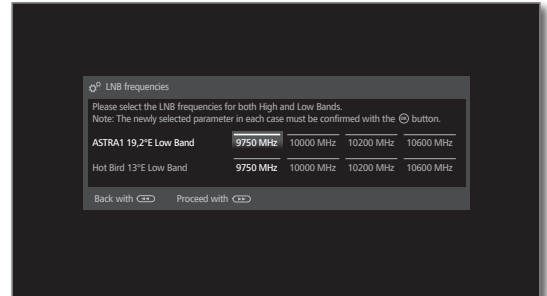 LNB frequencies
Please select the LNB frequencies for both High and Low Bands.
Note: The newly selected parameter in each case must be confirmed with the OK button.
ASTRA1 19,2°E Low Band 9750 MHz 10000 MHz 10200 MHz 10600 MHz
Hot Bird 13°E Low Band 9750 MHz 10000 MHz 10200 MHz 10600 MHz
Back with Proceed with